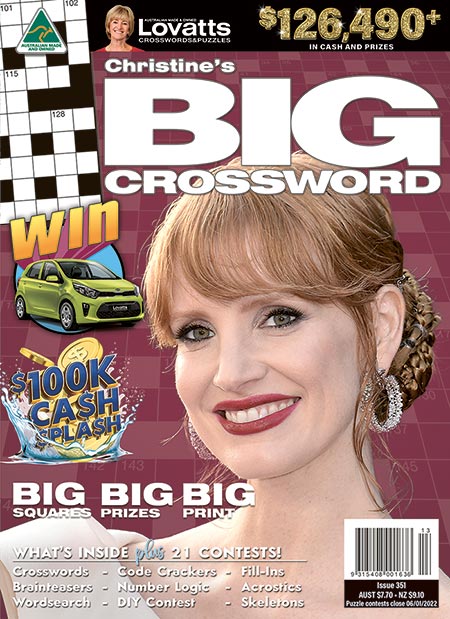 101
102
115
128
AUSTRALIAN MADE AND OWNED
AUSTRALIAN MADE & OWNED
Lovatts
CROSSWORDS&PUZZLES
$126,490+
IN CASH AND PRIZES
Christine's
BIG
CROSSWORD
WIN
$100K
CA$H
SPLASH
142 143
145
BIG BIG BIG
SQUARES PRIZES PRINT
WHAT'S INSIDE plus 21 CONTESTS!
Crosswords - Code Crackers - Fill-Ins
Brainteasers - Number Logic - Acrostics
Wordsearch - DIY Contest - Skeletons
13
9 315408 001636
Issue 351
AUST $7.70 • NZ $9.10
Puzzle contests close 06/01/2022